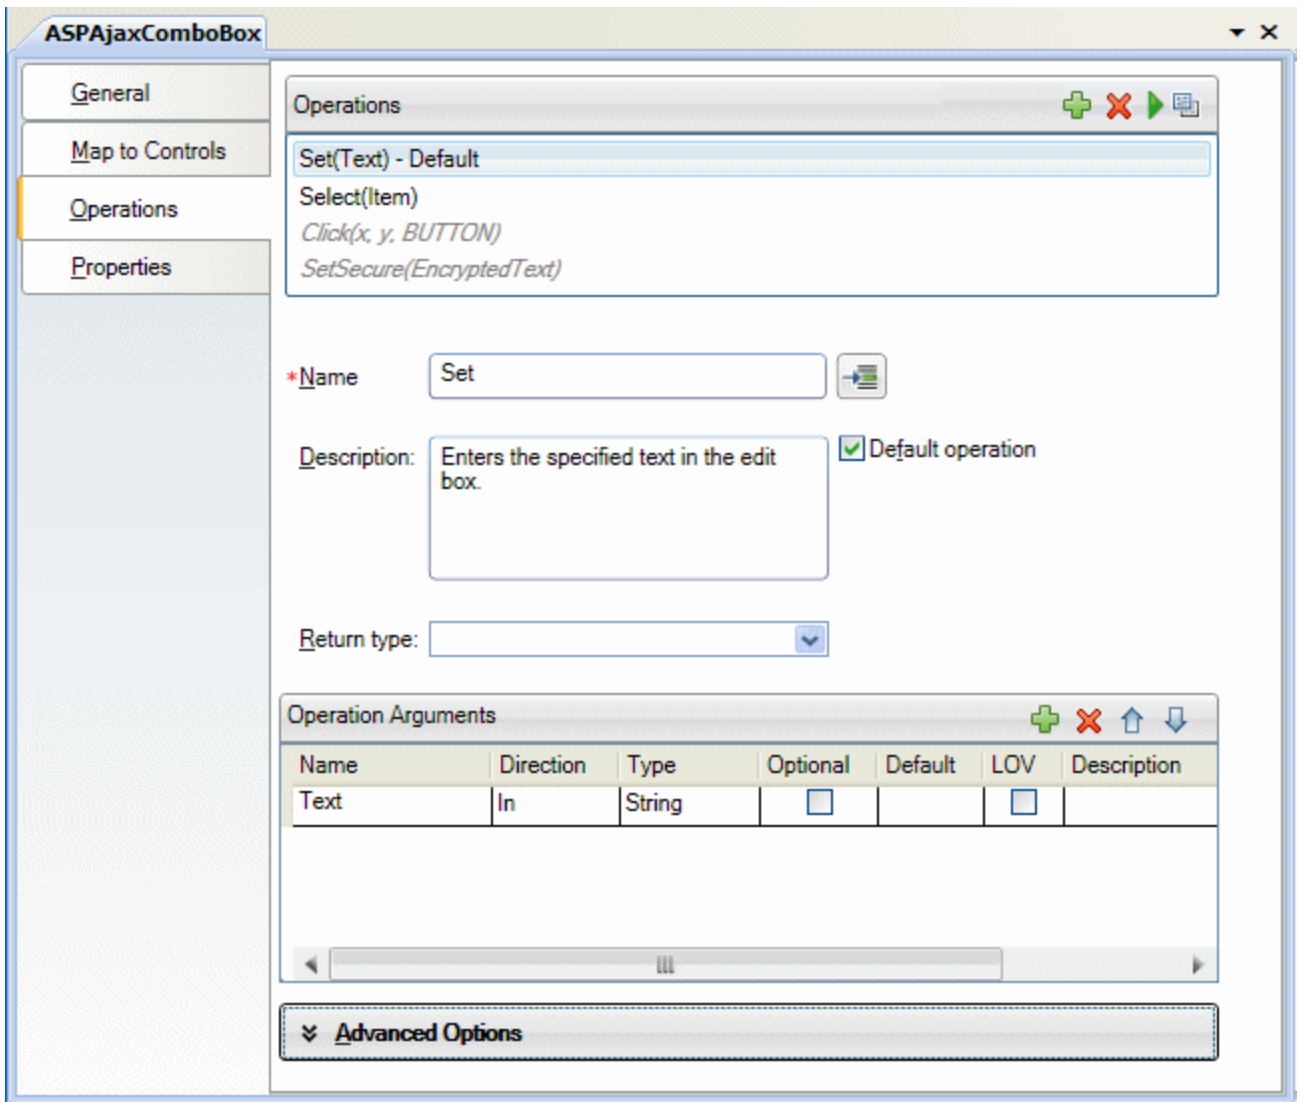 ASPAjaxComboBox
General
Map to Controls
Operations
Properties
Operations
Set(Text) - Default
Select(Item)
Click(x, y, BUTTON)
SetSecure(EncryptedText)
*Name Set
Description: Enters the specified text in the edit
box.
Default operation
Return type:
Operation Arguments
Name Direction Type Optional Default LOV Description
Text In String
Advanced Options